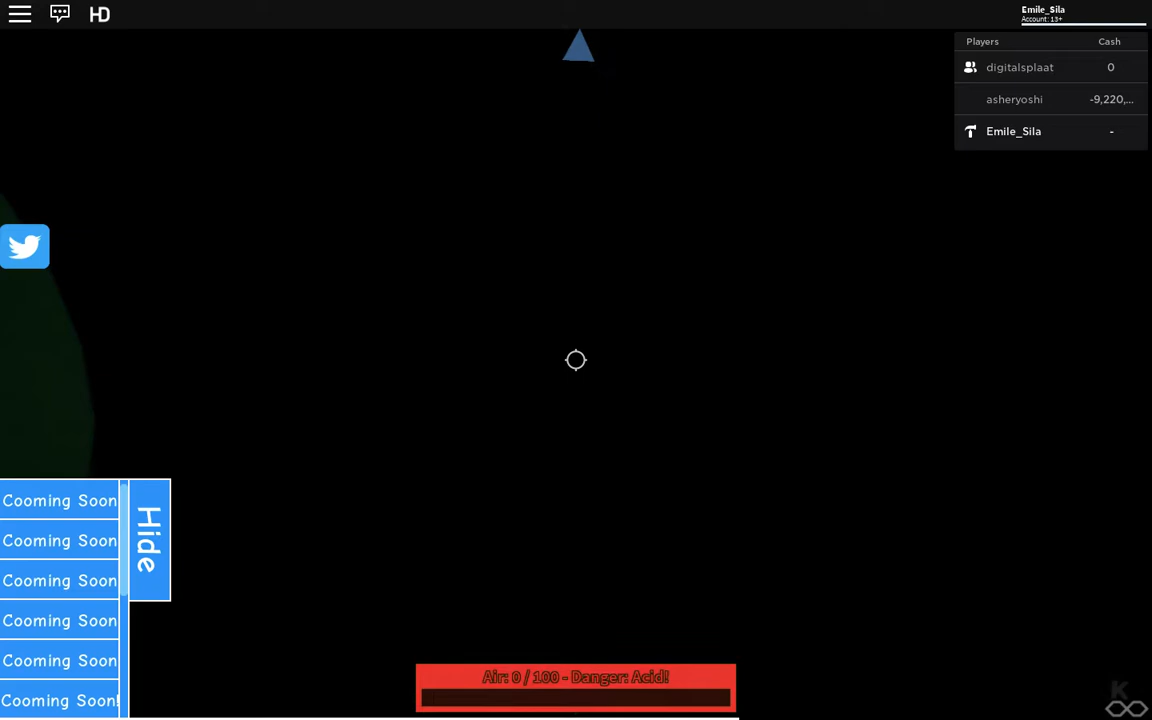 HD
Emile_Sila
Account: 13+
Players Cash
digitalsplaat 0
asheryoshi -9,220,...
Emile_Sila -
Cooming Soon
Cooming Soon
Cooming Soon
Cooming Soon
Cooming Soon
Cooming Soon!
Hide
Air: 0 / 100 - Danger: Acid!
K